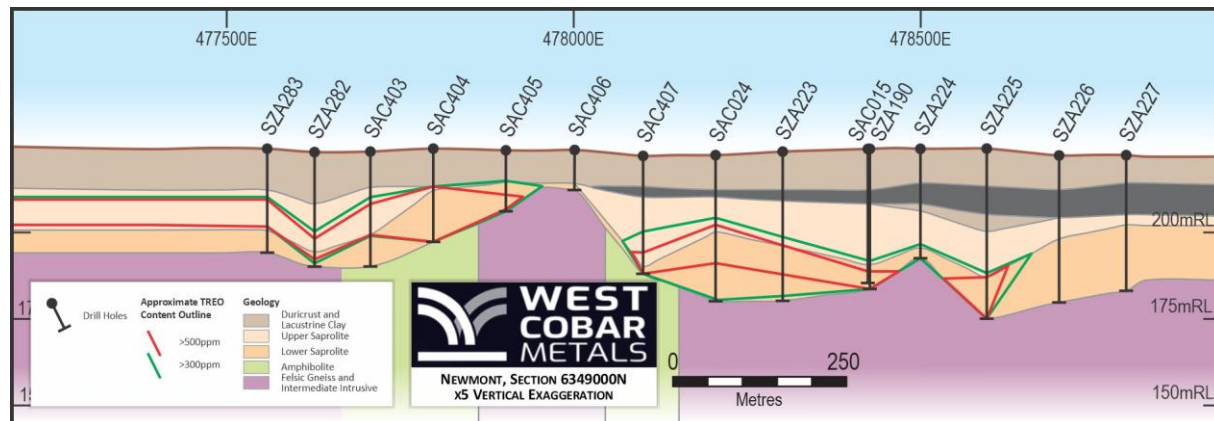 477500E
478000E
478500E
SZA283
SZA282
SAC403
SAC404
SAC405
SAC406
SAC407
SAC024
SZA223
SAC015
SZA190
SZA224
SZA225
SZA226
SZA227
200mRL
175mRL
150mRL
Drill Holes
Approximate TREO
Content Outline
>500ppm
>300ppm
Geology
Duricrust and
Lacustrine Clay
Upper Saprolite
Lower Saprolite
Amphibolite
Felsic Gneiss and
Intermediate Intrusive
WEST
COBAR
METALS
NEWMONT, SECTION 6349000N
X5 VERTICAL EXAGGERATION
0 250
Metres